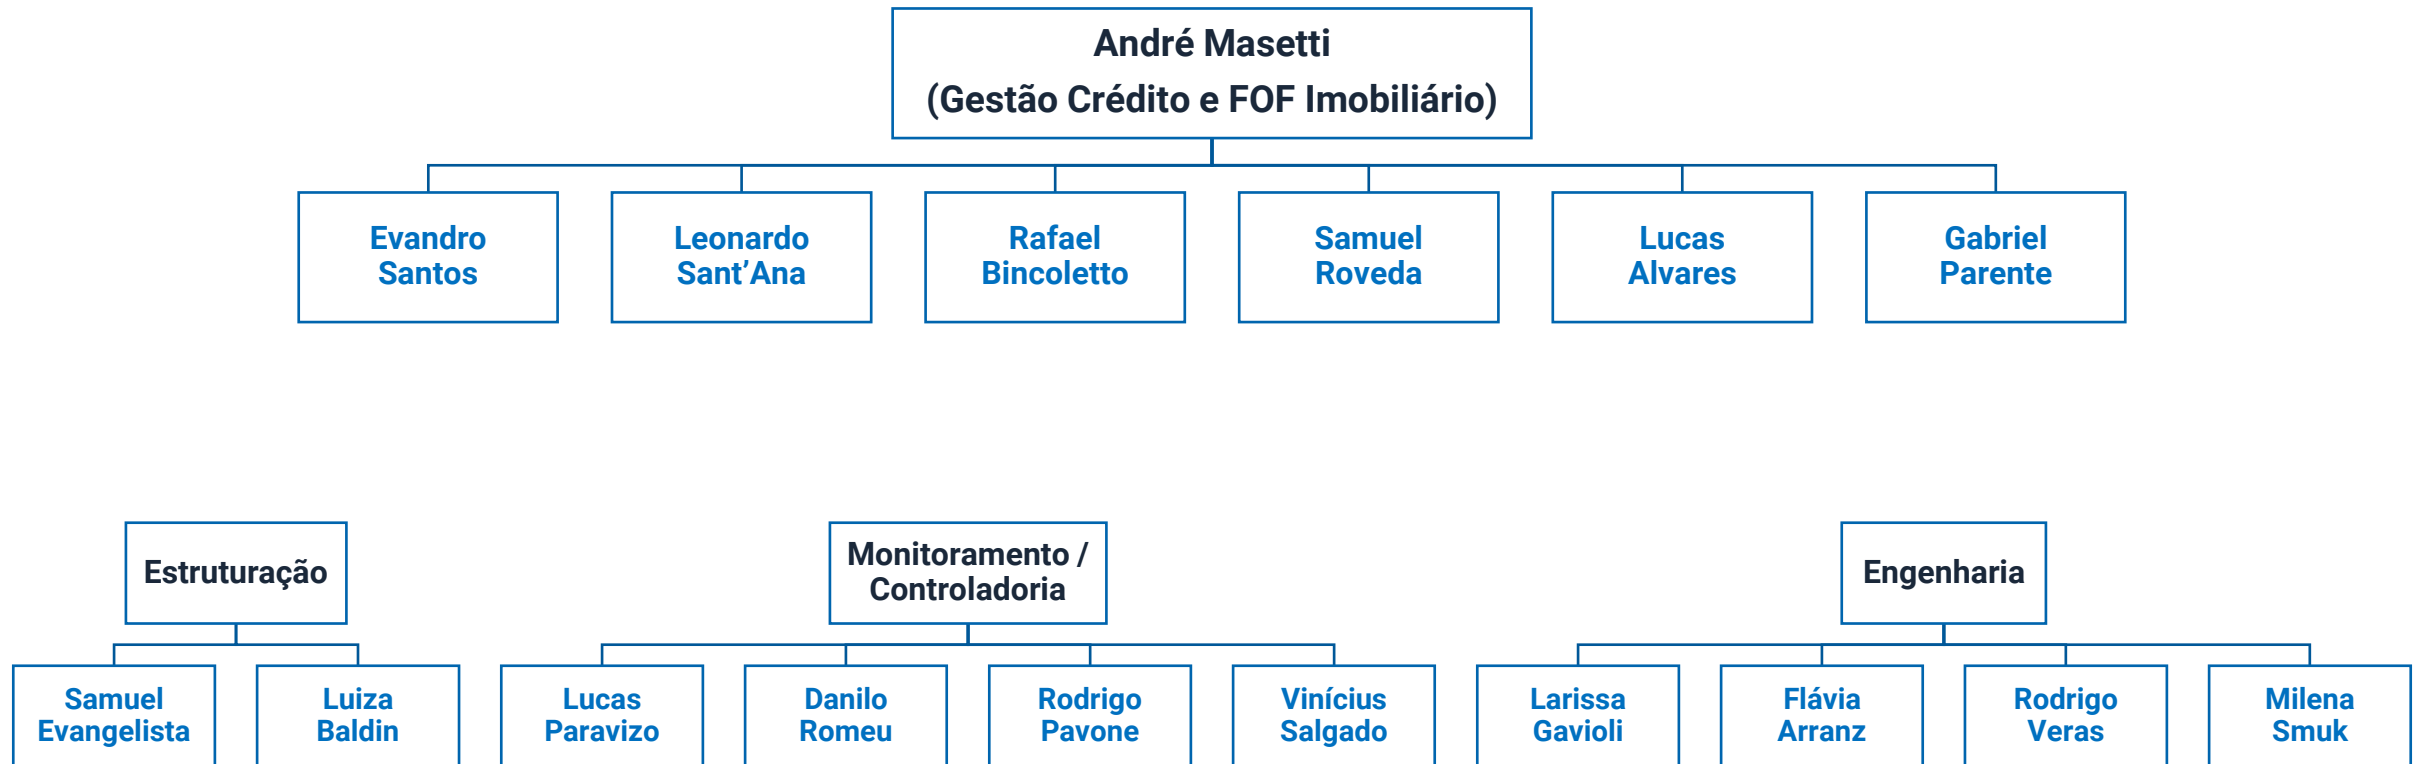 André Masetti
(Gestão Crédito e FOF Imobiliário)
Evandro
Santos
Leonardo
Sant’Ana
Rafael
Bincoletto
Samuel
Roveda
Lucas
Alvares
Gabriel
Parente
Estruturação
Samuel
Evangelista
Luiza
Baldin
Monitoramento /
Controladoria
Lucas
Paravizo
Danilo
Romeu
Rodrigo
Pavone
Vinícius
Salgado
Engenharia
Larissa
Gavioli
Flávia
Arranz
Rodrigo
Veras
Milena
Smuk